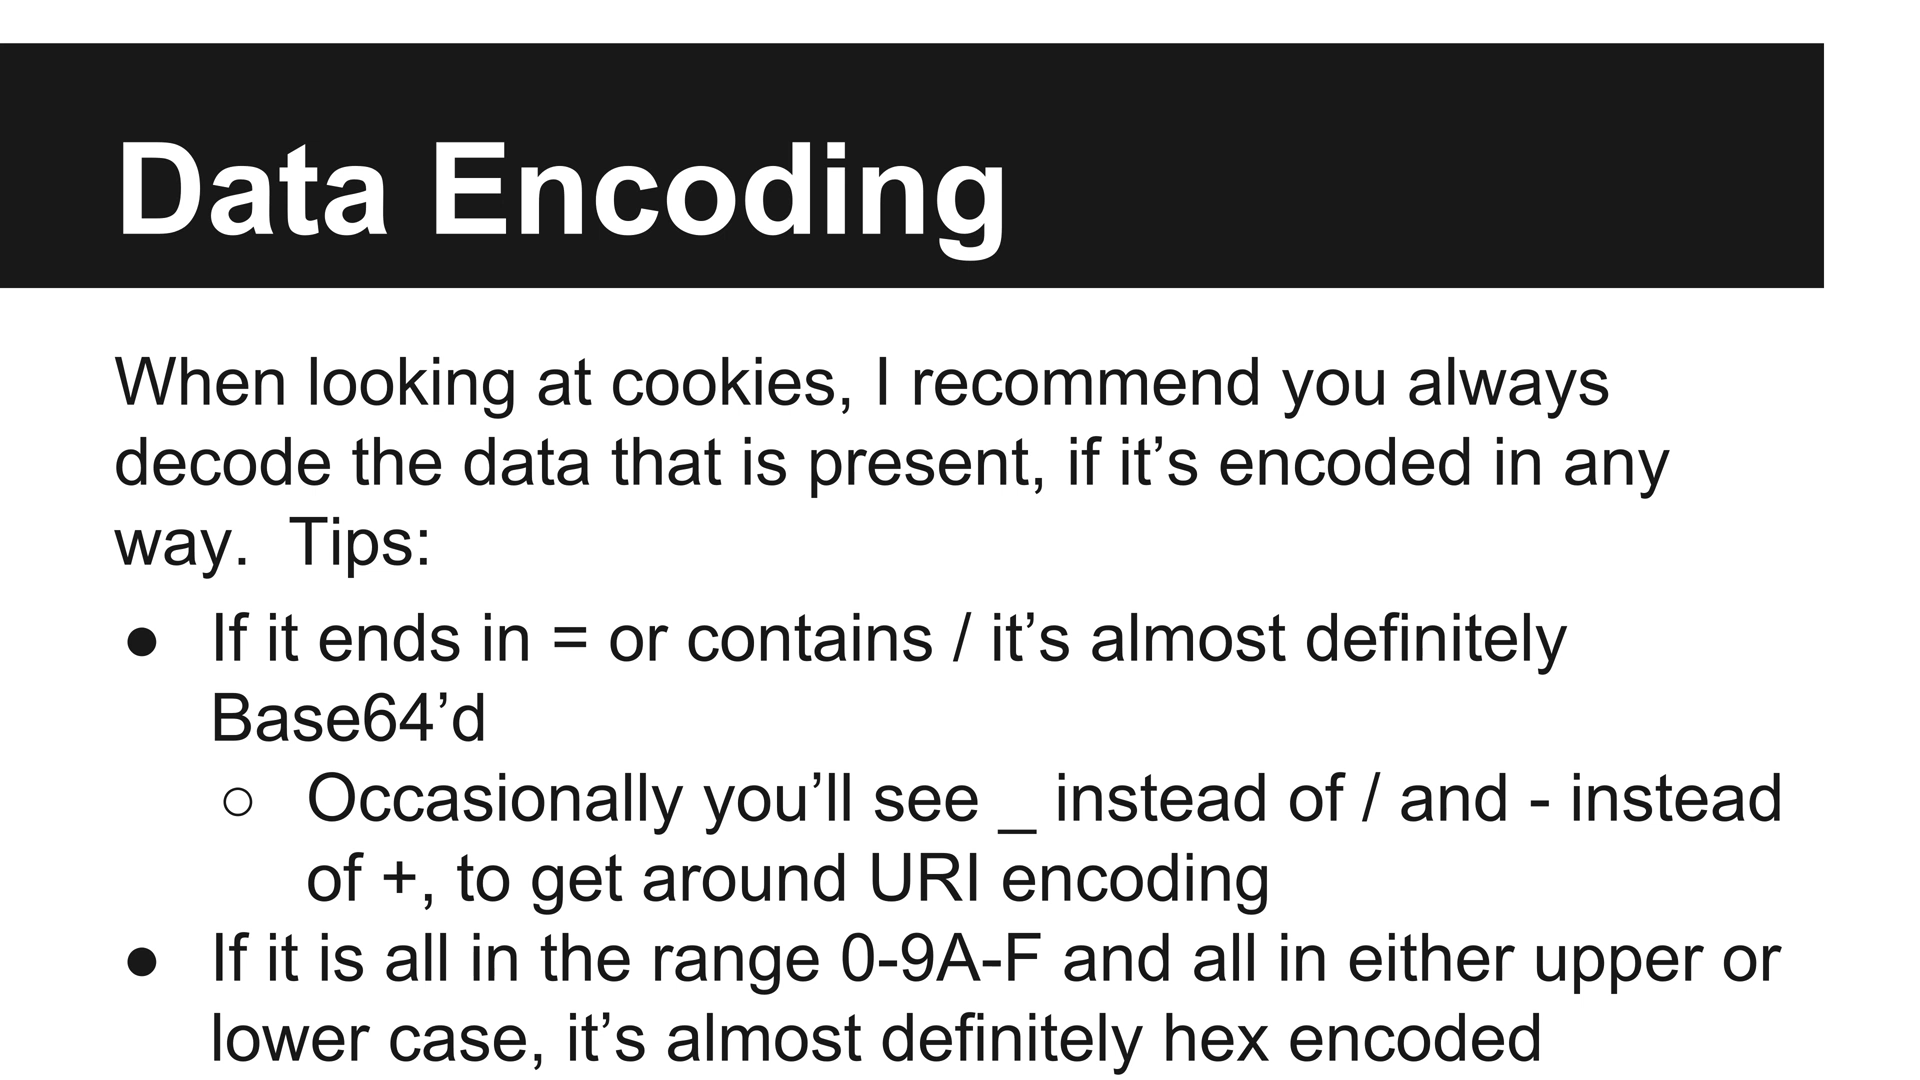 Data Encoding
When looking at cookies, I recommend you always
decode the data that is present, if it’s encoded in any
way.  Tips:
● If it ends in = or contains / it’s almost definitely
Base64’d
○ Occasionally you’ll see _ instead of / and - instead
of +, to get around URI encoding
● If it is all in the range 0-9A-F and all in either upper or
lower case, it’s almost definitely hex encoded